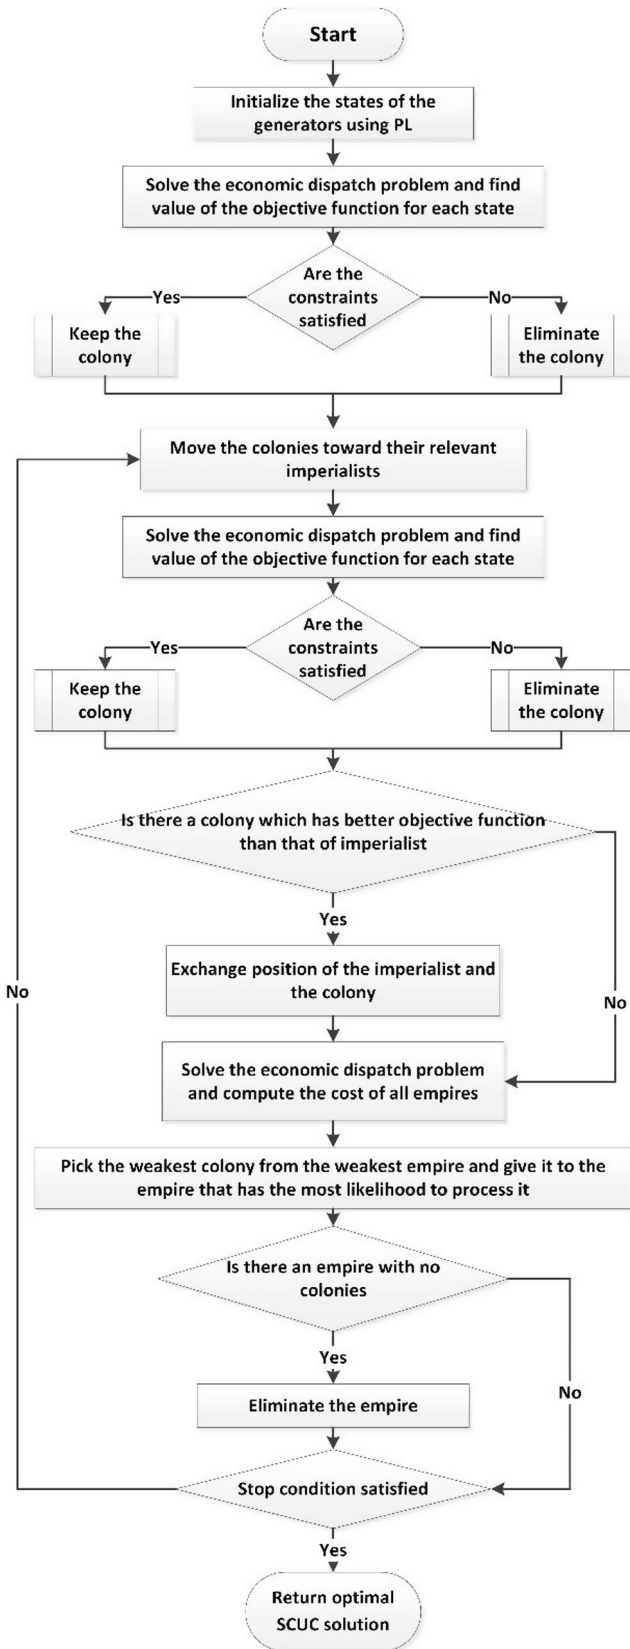 Start
Initialize the states of the
generators using PL
Solve the economic dispatch problem and find
value of the objective function for each state
Are the
constraints
satisfied
Yes
No
Keep the
colony
Eliminate
the colony
Move the colonies toward their relevant
imperialists
Solve the economic dispatch problem and find
value of the objective function for each state
Are the
constraints
satisfied
Yes
No
Keep the
colony
Eliminate
the colony
Is there a colony which has better objective function
than that of imperialist
Yes
Exchange position of the imperialist and
the colony
No
No
Solve the economic dispatch problem
and compute the cost of all empires
Pick the weakest colony from the weakest empire and give it to the
empire that has the most likelihood to process it
Is there an empire with no
colonies
Yes
No
Eliminate the empire
Stop condition satisfied
Yes
Return optimal
SCUC solution